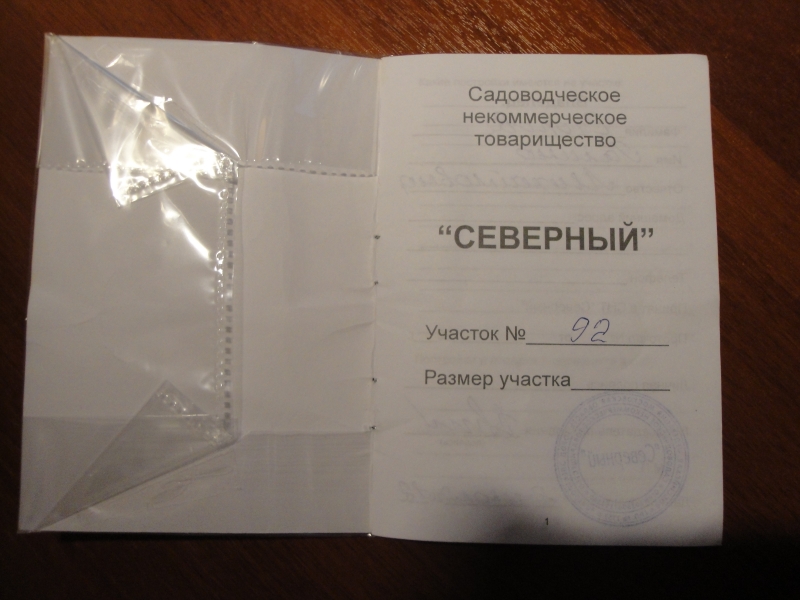 Садоводческое
некоммерческое
товарищество
“СЕВЕРНЫЙ”
Участок № 92
Размер участка
1